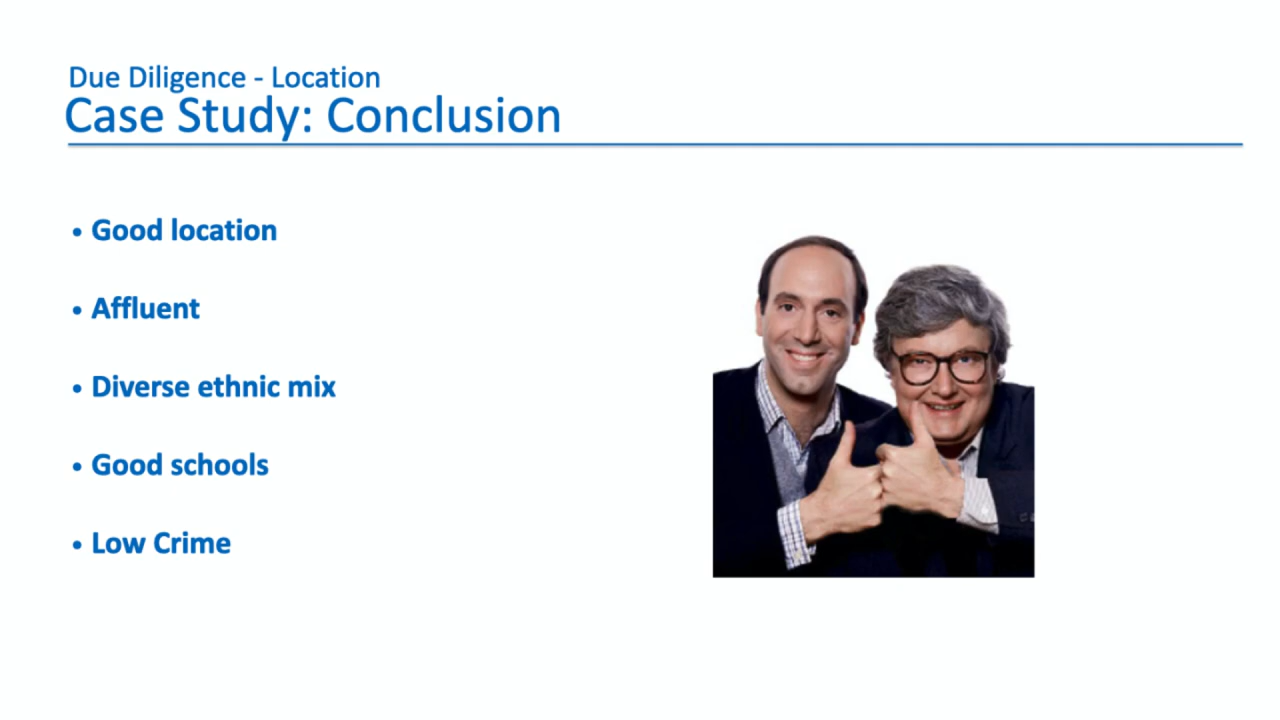 Due Diligence - Location
Case Study: Conclusion
• Good location
• Affluent
• Diverse ethnic mix
• Good schools
• Low Crime